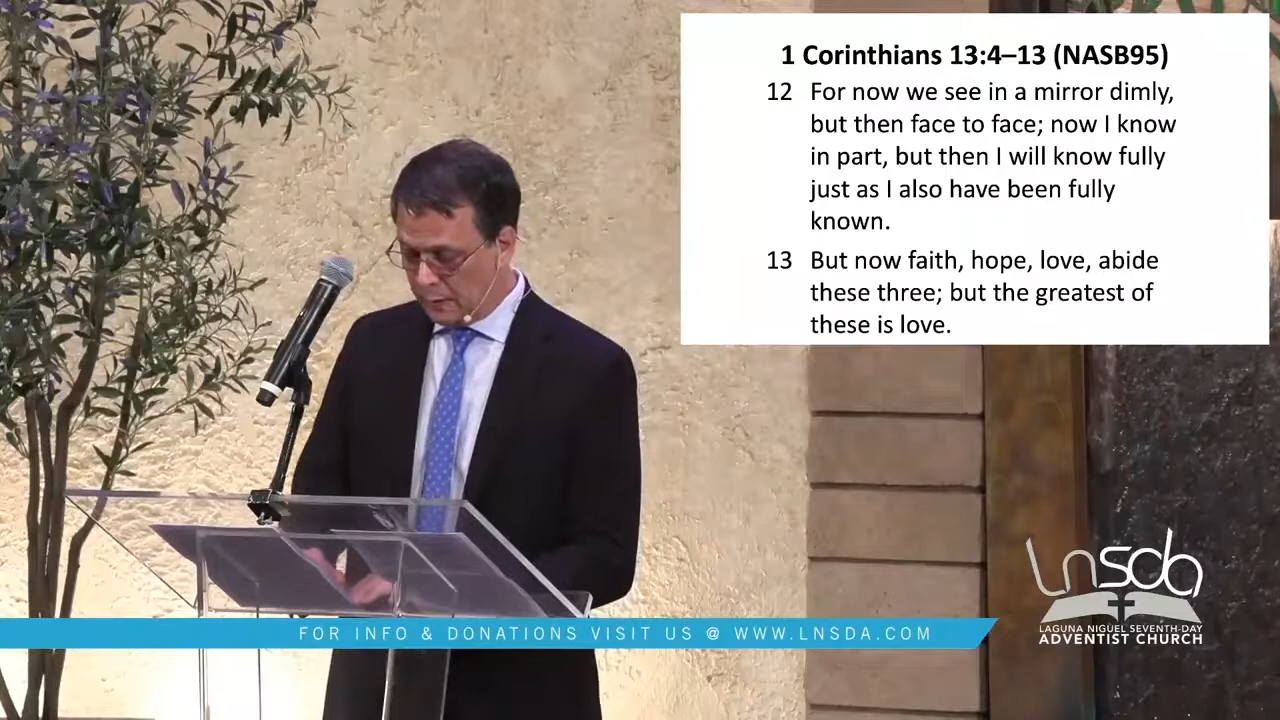 1 Corinthians 13:4–13 (NASB95)
12 For now we see in a mirror dimly,
but then face to face; now I know
in part, but then I will know fully
just as I also have been fully
known.
13 But now faith, hope, love, abide
these three; but the greatest of
these is love.
FOR INFO & DONATIONS VISIT US @ WWW.LNSDA.COM
lnsda
LAGUNA NIGUEL SEVENTH-DAY
ADVENTIST CHURCH